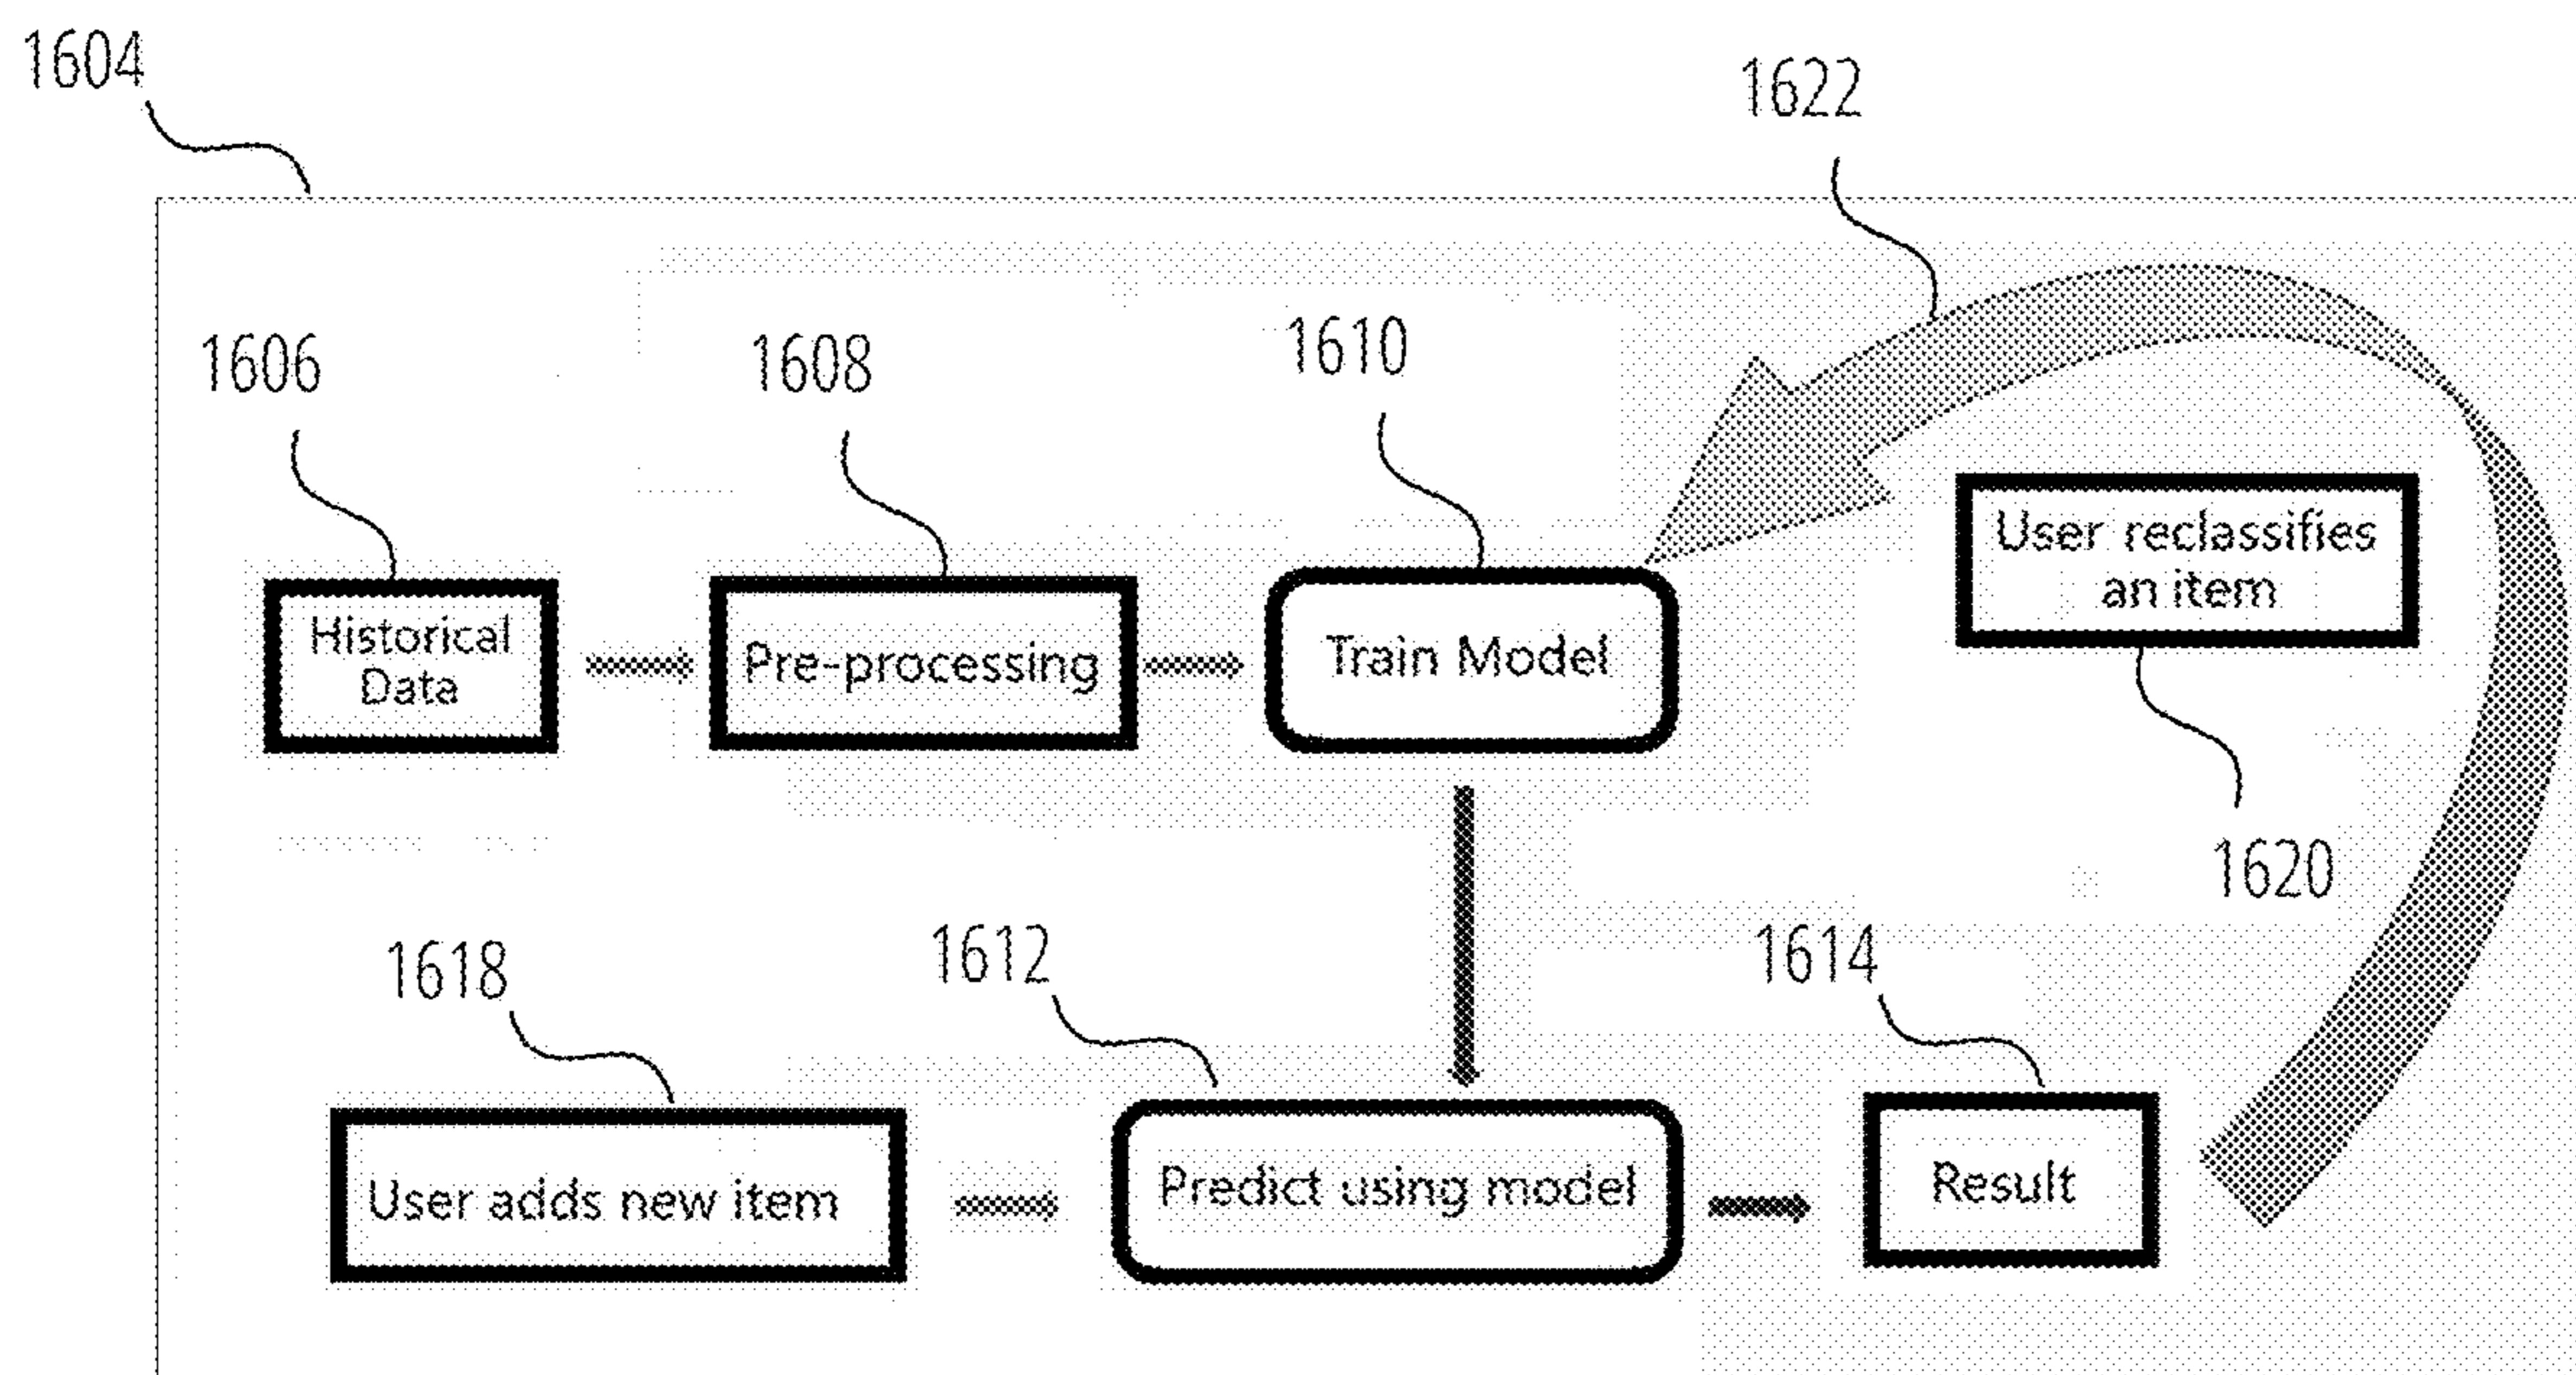 1604
1622
1606
1608
1610
Historical
Data
Pre-processing
Train Model
User reclassifies
an item
1620
1618
1612
1614
User adds new item
Predict using model
Result